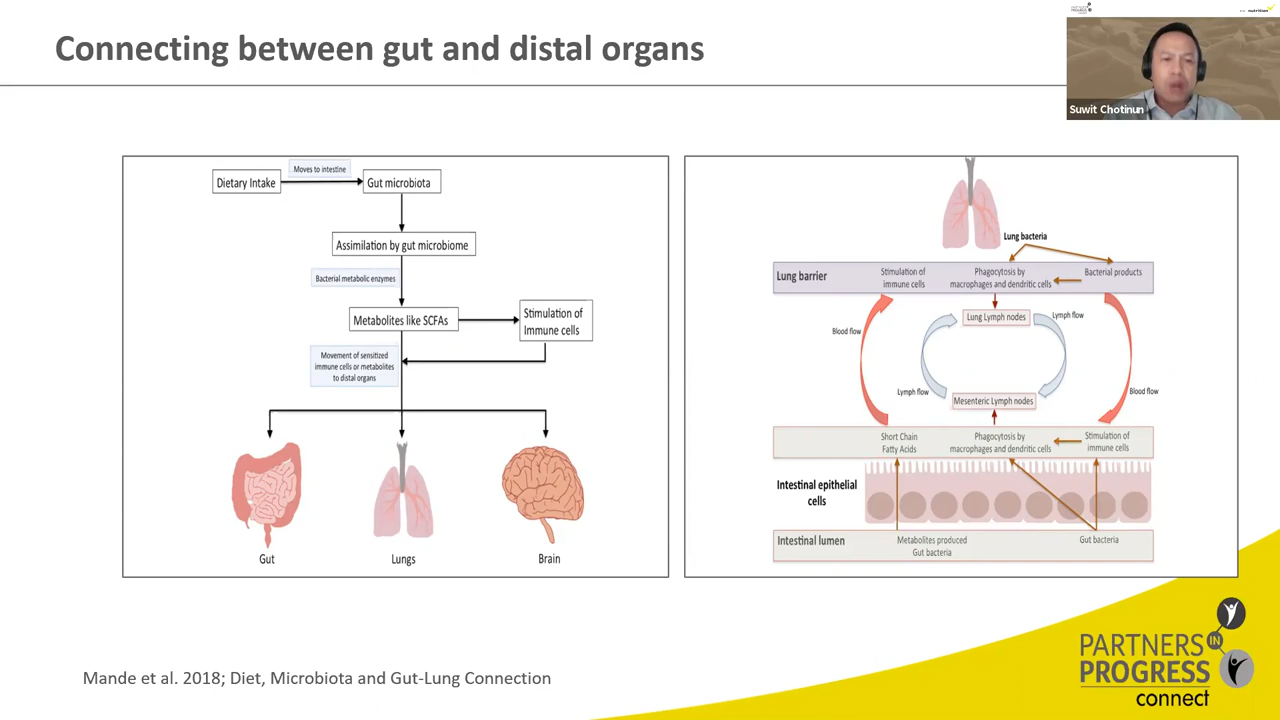 Connecting between gut and distal organs
PARTNERS
PROGRESS
nutrition
Suwit Chotinun
Dietary Intake
Moves to intestine
Gut microbiota
Assimilation by gut microbiome
Bacterial metabolic enzymes
Metabolites like SCFAs
Stimulation of
Immune cells
Movement of sensitized
immune cells or metabolites
to distal organs
Gut
Lungs
Brain
Lung bacteria
Lung barrier
Stimulation of
immune cells
Phagocytosis by
macrophages and dendritic cells
Bacterial products
Lung Lymph nodes
Lymph flow
Blood flow
Lymph flow
Blood flow
Mesenteric Lymph nodes
Short Chain
Fatty Acids
Phagocytosis by
macrophages and dendritic cells
Stimulation of
immune cells
Intestinal epithelial
cells
Intestinal lumen
Metabolites produced
Gut bacteria
Gut bacteria
Mande et al. 2018; Diet, Microbiota and Gut-Lung Connection
PARTNERS IN
PROGRESS
connect